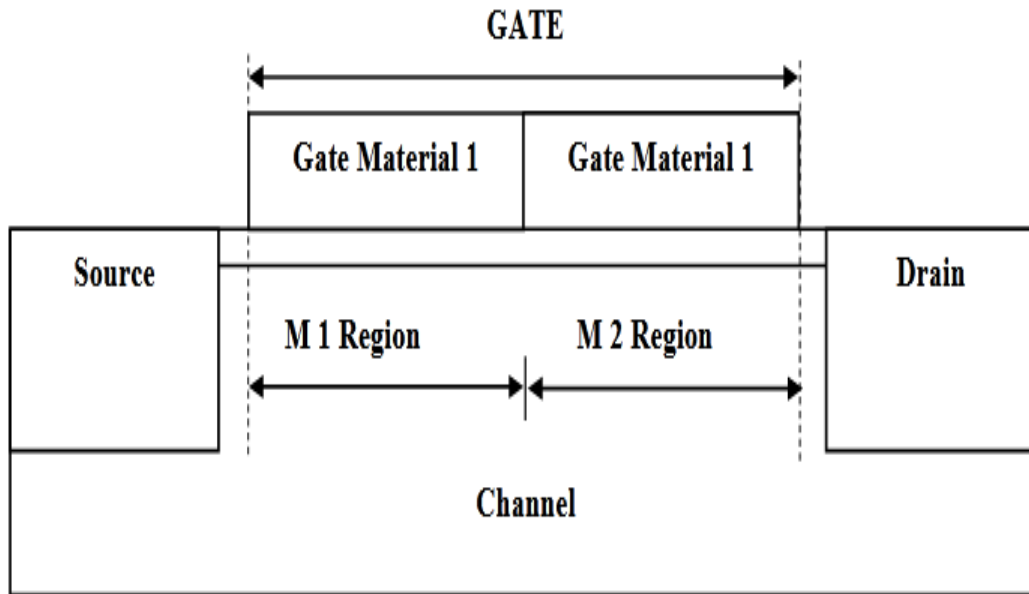 GATE
Gate Material 1
Gate Material 1
Source
Drain
M 1 Region
M 2 Region
Channel